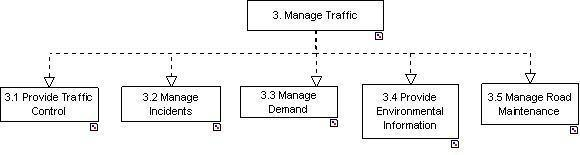 3. Manage Traffic
3.1 Provide Traffic
Control
3.2 Manage
Incidents
3.3 Manage
Demand
3.4 Provide
Environmental
Information
3.5 Manage Road
Maintenance